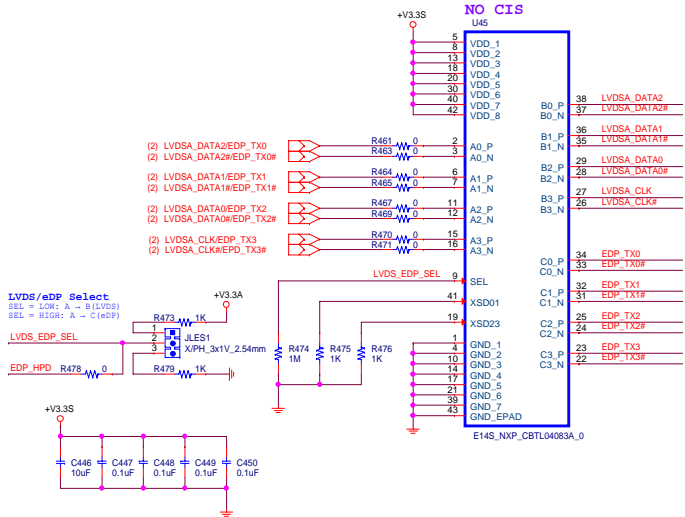 NO CIS
+V3.3S
U45
5 VDD_1
8 VDD_2
13 VDD_3
18 VDD_4
20 VDD_5
30 VDD_6
40 VDD_7
42 VDD_8
38 LVDSA_DATA2
B0_P
37 LVDSA_DATA2#
B0_N
(2) LVDSA_DATA2/EDP_TX0 R461 0 2 A0_P
(2) LVDSA_DATA2#/EDP_TX0# R463 0 3 A0_N
36 LVDSA_DATA1
B1_P
35 LVDSA_DATA1#
B1_N
(2) LVDSA_DATA1/EDP_TX1 R464 0 6 A1_P
(2) LVDSA_DATA1#/EDP_TX1# R465 0 7 A1_N
29 LVDSA_DATA0
B2_P
28 LVDSA_DATA0#
B2_N
(2) LVDSA_DATA0/EDP_TX2 R467 0 11 A2_P
(2) LVDSA_DATA0#/EDP_TX2# R469 0 12 A2_N
27 LVDSA_CLK
B3_P
26 LVDSA_CLK#
B3_N
(2) LVDSA_CLK/EDP_TX3 R470 0 15 A3_P
(2) LVDSA_CLK#/EPD_TX3# R471 0 16 A3_N
34 EDP_TX0
C0_P
33 EDP_TX0#
C0_N
LVDS_EDP_SEL 9 SEL
32 EDP_TX1
C1_P
31 EDP_TX1#
C1_N
41 XSD01
25 EDP_TX2
C2_P
24 EDP_TX2#
C2_N
19 XSD23
23 EDP_TX3
C3_P
22 EDP_TX3#
C3_N
1 GND_1
4 GND_2
10 GND_3
14 GND_4
17 GND_5
21 GND_6
39 GND_7
43 GND_EPAD
E14S_NXP_CBTL04083A_0
LVDS/eDP Select
SEL = LOW: A → B(LVDS)
SEL = HIGH: A → C(eDP)
+V3.3A
R473 1K
LVDS_EDP_SEL
1
2
3
JLES1
X/PH_3x1V_2.54mm
EDP_HPD R478 0
R479 1K
R474
1M
R475
1K
R476
1K
+V3.3S
C446
10uF
C447
0.1uF
C448
0.1uF
C449
0.1uF
C450
0.1uF